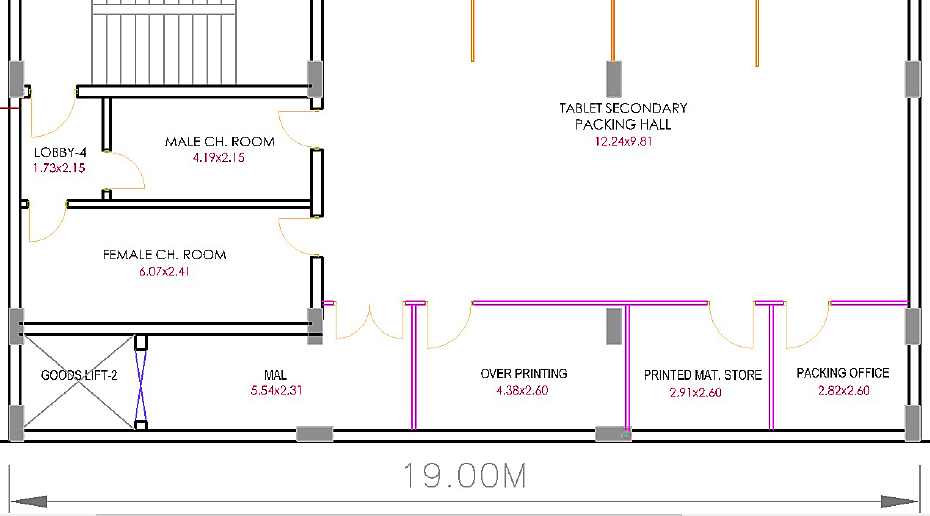 TABLET SECONDARY
PACKING HALL
12.24x9.81
MALE CH. ROOM
4.19x2.15
LOBBY-4
1.73x2.15
FEMALE CH. ROOM
6.07x2.41
GOODS LIFT-2
MAL
5.54x2.31
OVER PRINTING
4.38x2.60
PRINTED MAT. STORE
2.91x2.60
PACKING OFFICE
2.82x2.60
19.00M